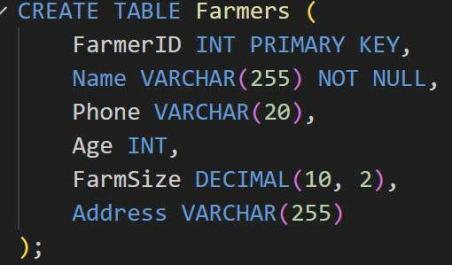 CREATE TABLE Farmers (
FarmerID INT PRIMARY KEY,
Name VARCHAR(255) NOT NULL,
Phone VARCHAR(20),
Age INT,
FarmSize DECIMAL(10, 2),
Address VARCHAR(255)
);